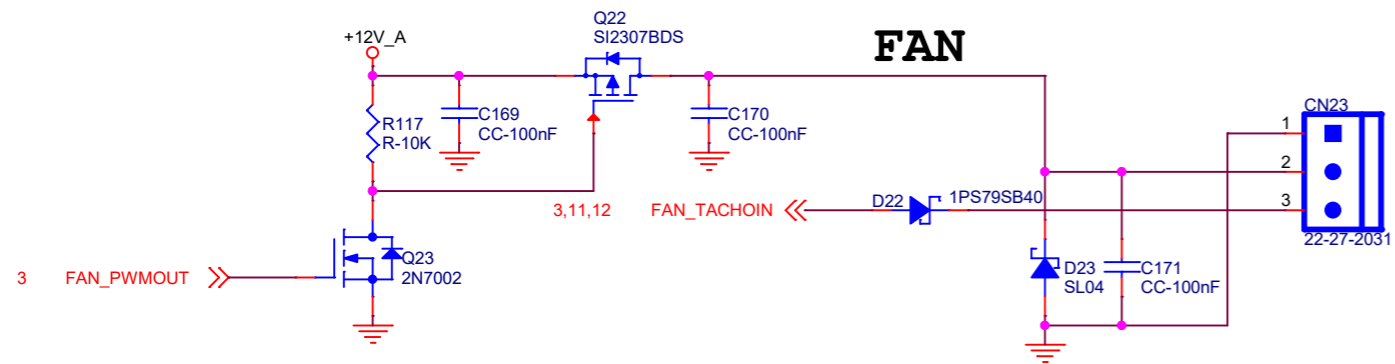 Q22
SI2307BDS
+12V_A
FAN
R117
R-10K
C169
CC-100nF
C170
CC-100nF
CN23
1
2
3
22-27-2031
3,11,12 FAN_TACHOIN
D22 1PS79SB40
3 FAN_PWMOUT
Q23
2N7002
D23
SL04
C171
CC-100nF